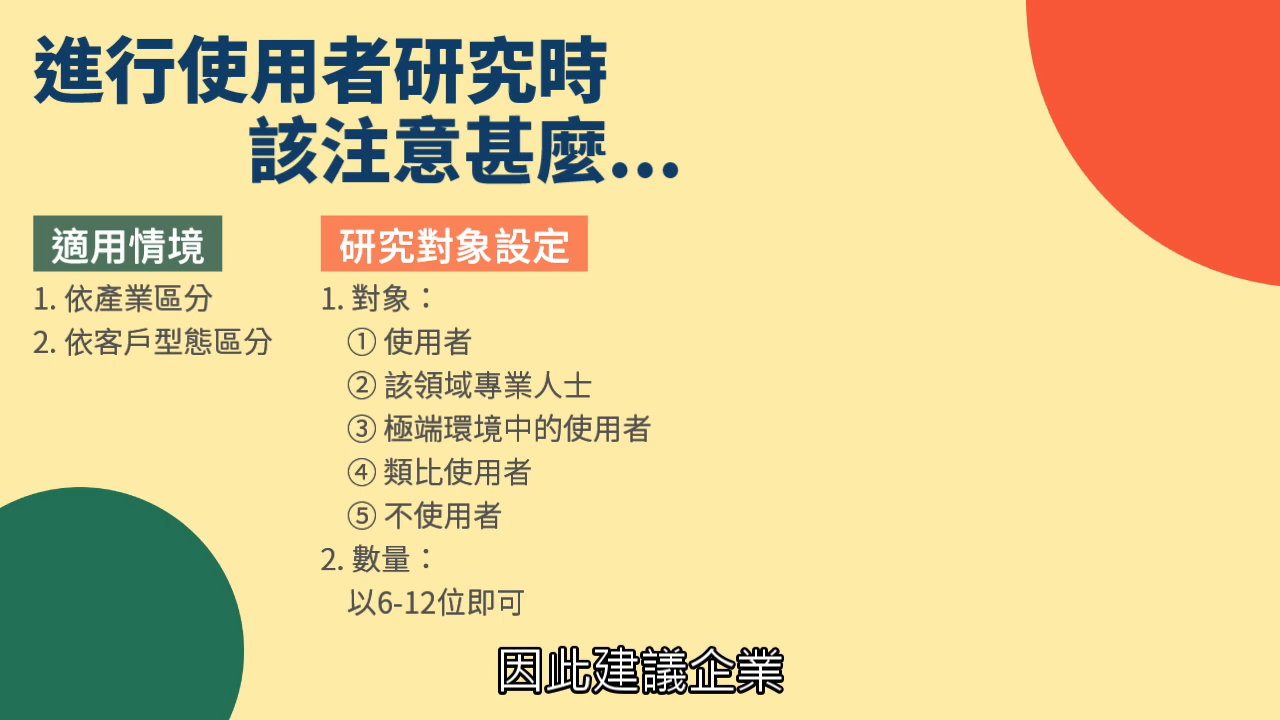 進行使用者研究時
該注意甚麼...
適用情境
1. 依產業區分
2. 依客戶型態區分
研究對象設定
1. 對象：
① 使用者
② 該領域專業人士
③ 極端環境中的使用者
④ 類比使用者
⑤ 不使用者
2. 數量：
以6-12位即可
因此建議企業